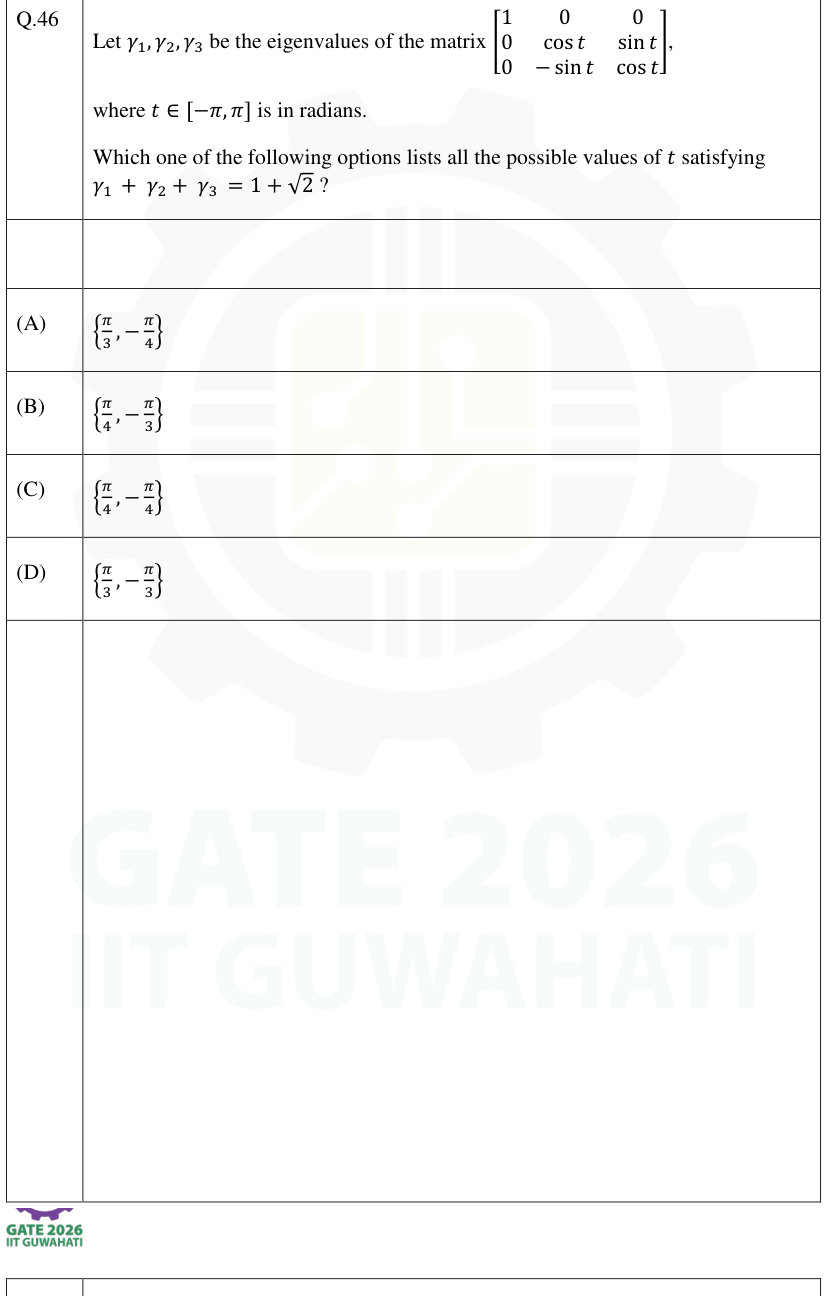 Q.46
Let γ₁, γ₂, γ₃ be the eigenvalues of the matrix [1 0 0; 0 cos t sin t; 0 − sin t cos t],
where t ∈ [−π, π] is in radians.
Which one of the following options lists all the possible values of t satisfying
γ₁ + γ₂ + γ₃ = 1 + √2 ?
(A) {π/3, −π/4}
(B) {π/4, −π/3}
(C) {π/4, −π/4}
(D) {π/3, −π/3}
GATE 2026
IIT GUWAHATI
GATE 2026
IIT GUWAHATI